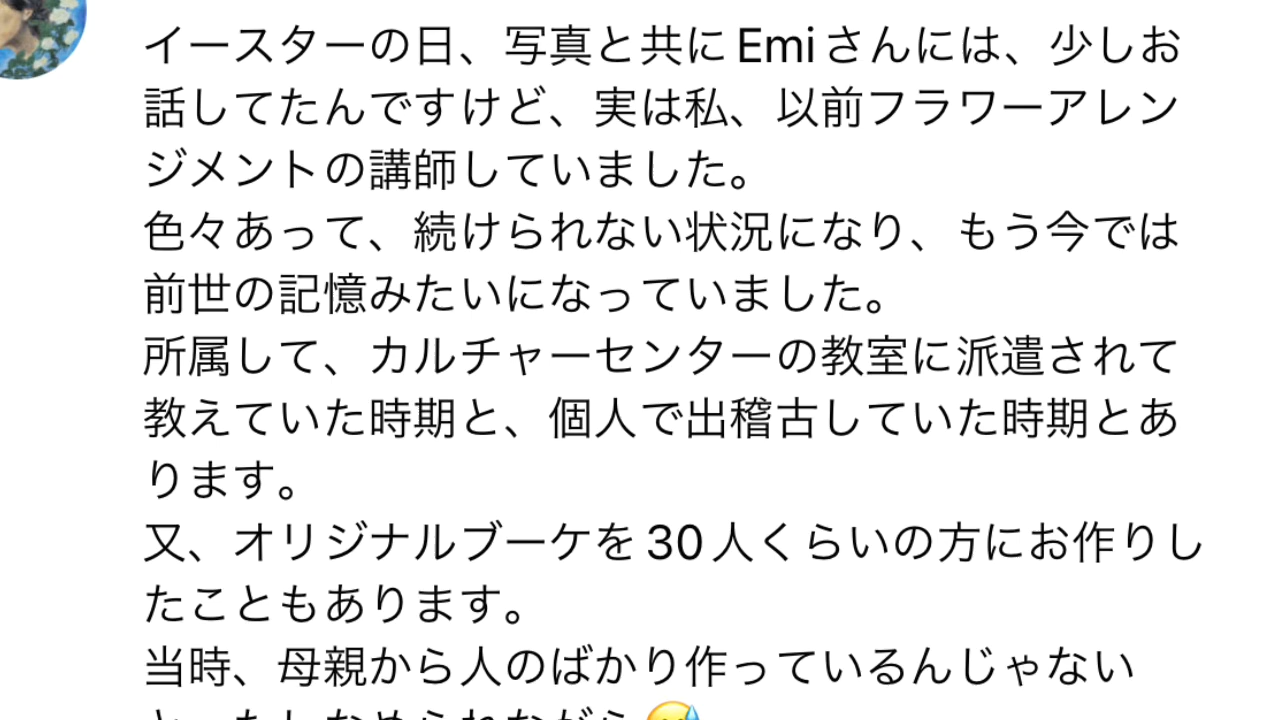 イースターの日、写真と共にEmiさんには、少しお
話してたんですけど、実は私、以前フラワーアレン
ジメントの講師していました。
色々あって、続けられない状況になり、もう今では
前世の記憶みたいになっていました。
所属して、カルチャーセンターの教室に派遣されて
教えていた時期と、個人で出稽古していた時期とあ
ります。
又、オリジナルブーケを30人くらいの方にお作りし
たこともあります。
当時、母親から人のばかり作っているんじゃない
と、たしなめられながら😅